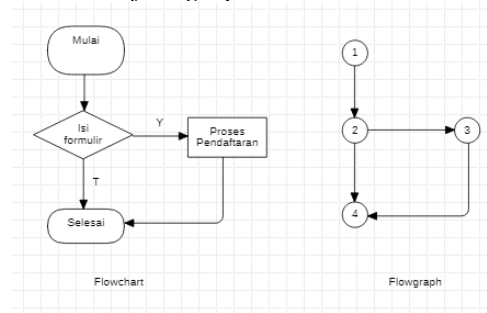 Mulai
Isi
formulir
Y
Proses
Pendaftaran
T
Selesai
Flowchart
1
2
3
4
Flowgraph